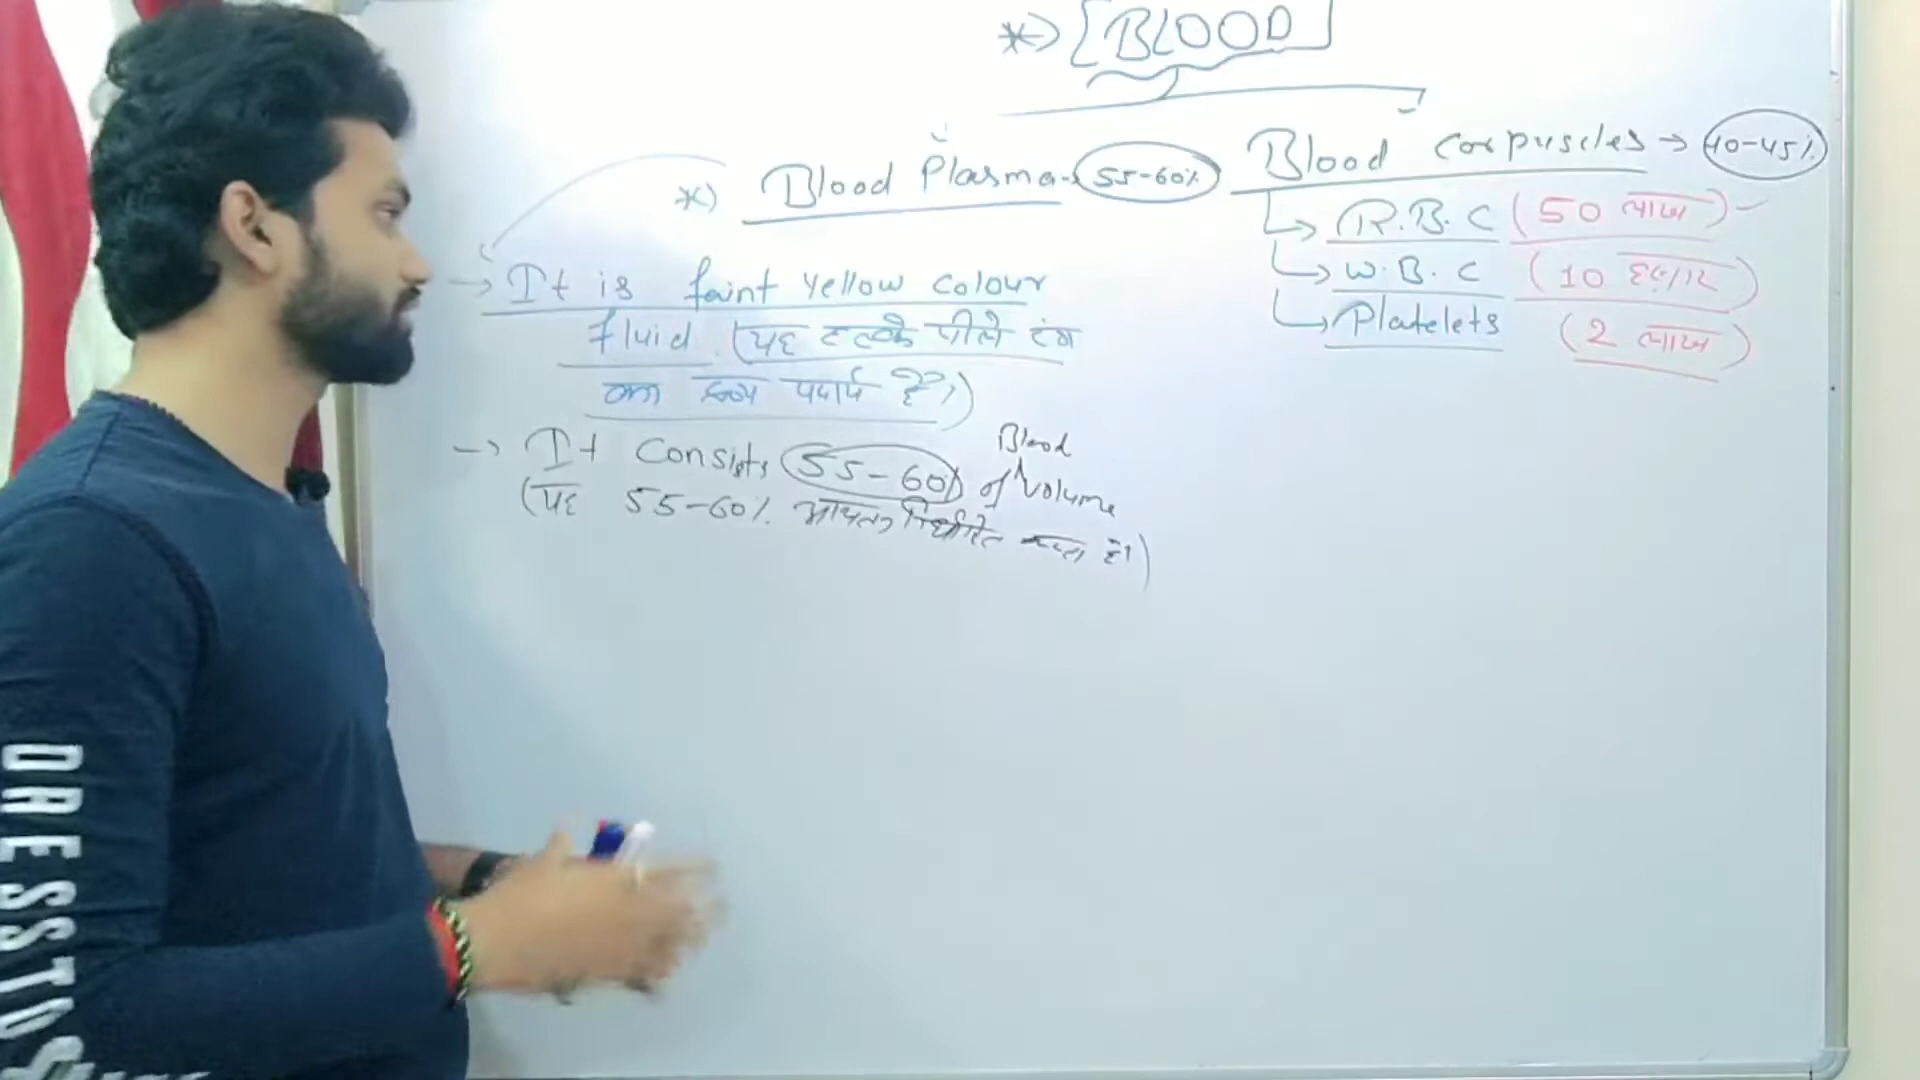 *) [BLOOD]
*) Blood Plasma → 55-60%
→ It is faint yellow colour
fluid. (यह हल्के पीले रंग
का द्रव्य पदार्थ है।)
→ It Consists 55-60% of Blood Volume
(यह 55-60% आयतन निर्धारित करता है।)
Blood corpuscles → 40-45%
↳ R.B.C (50 लाख)
↳ W.B.C (10 हजार)
↳ Platelets (2 लाख)
DRESSTO